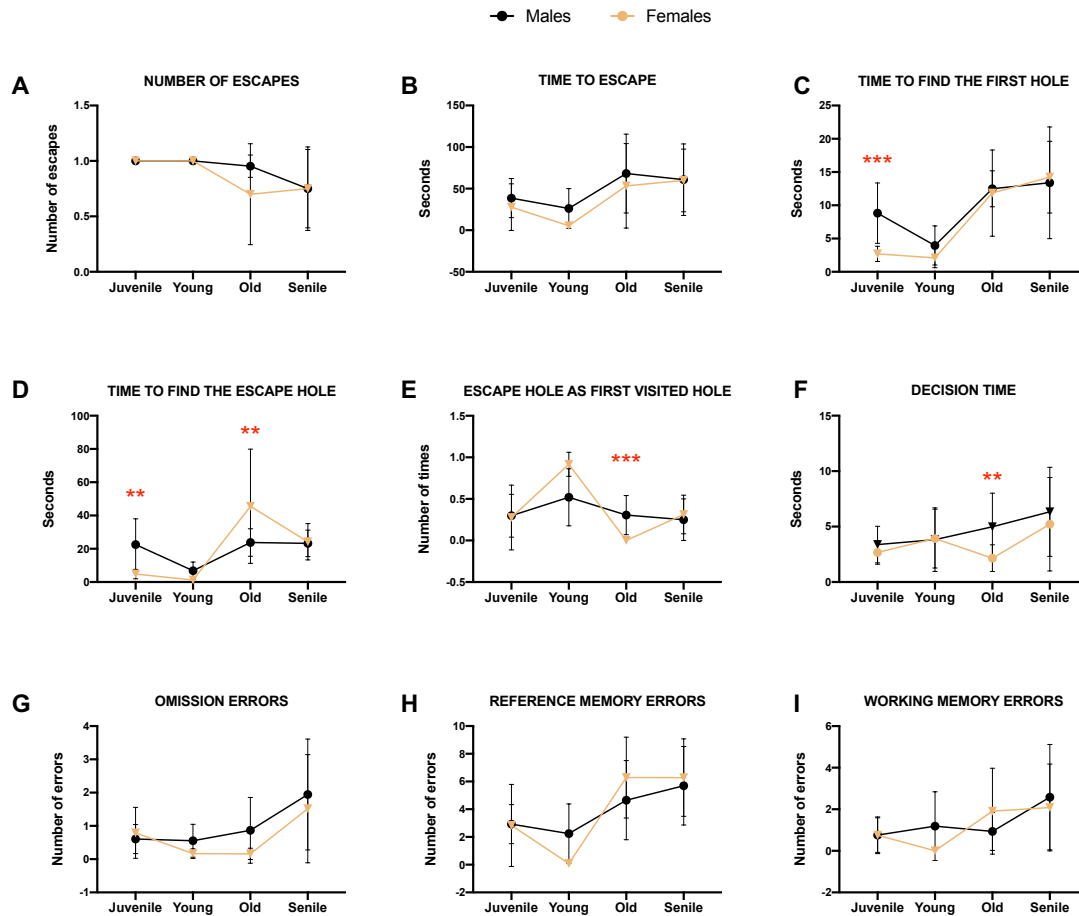 Males Females
A NUMBER OF ESCAPES
Number of escapes
1.5
1.0
0.5
0.0
Juvenile Young Old Senile
B TIME TO ESCAPE
Seconds
150
100
50
0
-50
Juvenile Young Old Senile
C TIME TO FIND THE FIRST HOLE
Seconds
25
20
15
10
5
0
***
Juvenile Young Old Senile
D TIME TO FIND THE ESCAPE HOLE
Seconds
100
80
60
40
20
0
**
**
Juvenile Young Old Senile
E ESCAPE HOLE AS FIRST VISITED HOLE
Number of times
1.5
1.0
0.5
0.0
-0.5
***
Juvenile Young Old Senile
F DECISION TIME
Seconds
15
10
5
0
**
Juvenile Young Old Senile
G OMISSION ERRORS
Number of errors
4
3
2
1
0
-1
Juvenile Young Old Senile
H REFERENCE MEMORY ERRORS
Number of errors
10
8
6
4
2
0
-2
Juvenile Young Old Senile
I WORKING MEMORY ERRORS
Number of errors
6
4
2
0
-2
Juvenile Young Old Senile